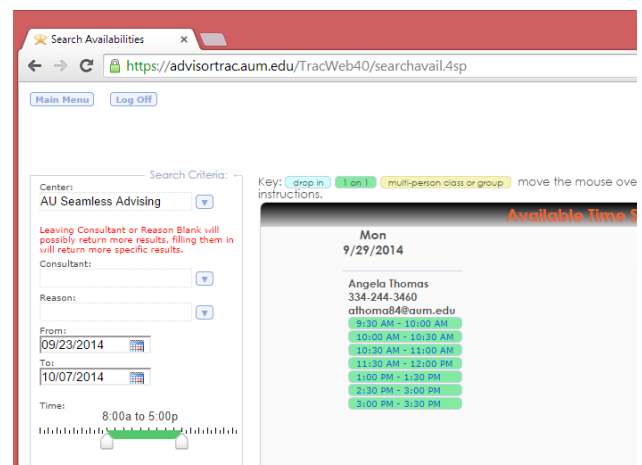 Search Availabilities
https://advisortrac.aum.edu/TracWeb40/searchavail.4sp
Main Menu Log Off
Search Criteria:
Center:
AU Seamless Advising
Leaving Consultant or Reason Blank will
possibly return more results, filling them in
will return more specific results.
Consultant:
Reason:
From:
09/23/2014
To:
10/07/2014
Time:
8:00a to 5:00p
Key: drop in 1 on 1 multi-person class or group move the mouse ove
instructions.
Available Time S
Mon
9/29/2014
Angela Thomas
334-244-3460
athoma84@aum.edu
9:30 AM - 10:00 AM
10:00 AM - 10:30 AM
10:30 AM - 11:00 AM
11:30 AM - 12:00 PM
1:00 PM - 1:30 PM
2:30 PM - 3:00 PM
3:00 PM - 3:30 PM